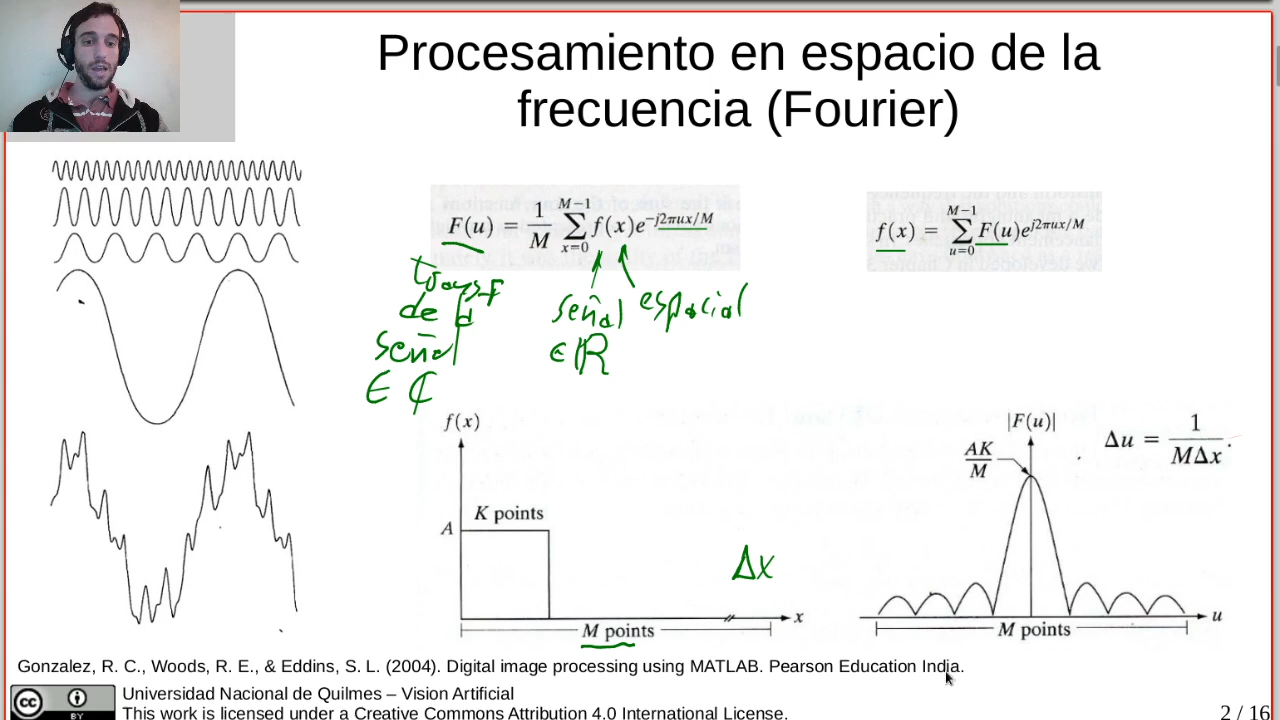 Procesamiento en espacio de la
frecuencia (Fourier)
F(u) = 1/M Σ_{x=0}^{M−1} f(x)e^{−j2πux/M}
f(x) = Σ_{u=0}^{M−1} F(u)e^{j2πux/M}
transf
de la
señal
∈ ₵
señal espacial
∈ ℝ
f(x)
A
K points
Δx
x
M points
|F(u)|
AK/M
Δu = 1/(MΔx).
u
M points
Gonzalez, R. C., Woods, R. E., & Eddins, S. L. (2004). Digital image processing using MATLAB. Pearson Education India.
cc
BY
Universidad Nacional de Quilmes – Vision Artificial
This work is licensed under a Creative Commons Attribution 4.0 International License.
2 / 16